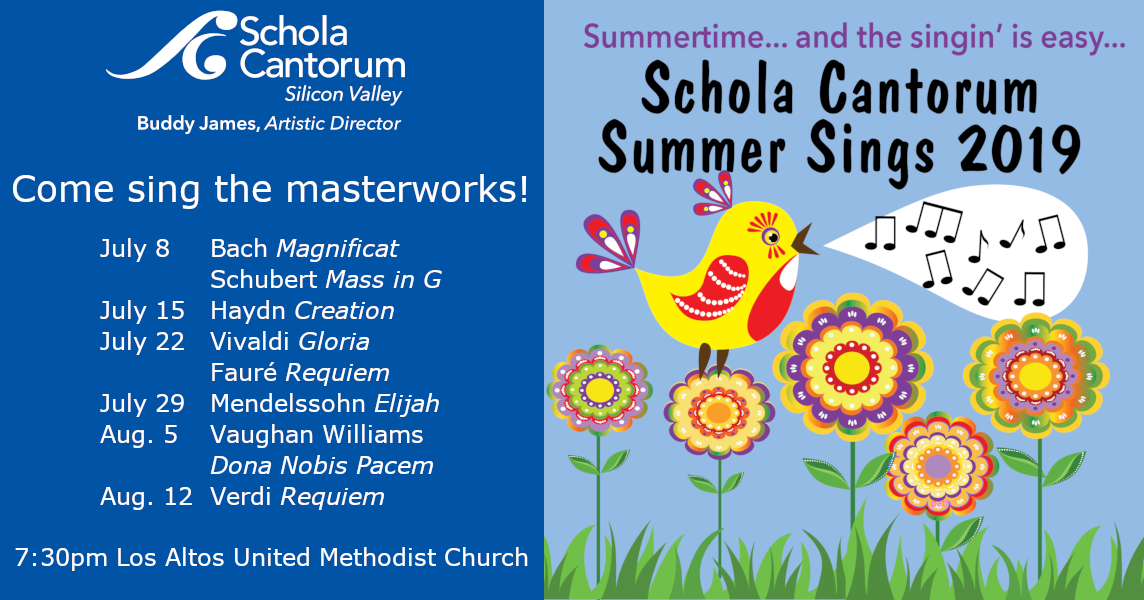 Schola
Cantorum
Silicon Valley
Buddy James, Artistic Director
Come sing the masterworks!
July 8 Bach Magnificat
Schubert Mass in G
July 15 Haydn Creation
July 22 Vivaldi Gloria
Fauré Requiem
July 29 Mendelssohn Elijah
Aug. 5 Vaughan Williams
Dona Nobis Pacem
Aug. 12 Verdi Requiem
7:30pm Los Altos United Methodist Church
Summertime... and the singin’ is easy...
Schola Cantorum
Summer Sings 2019